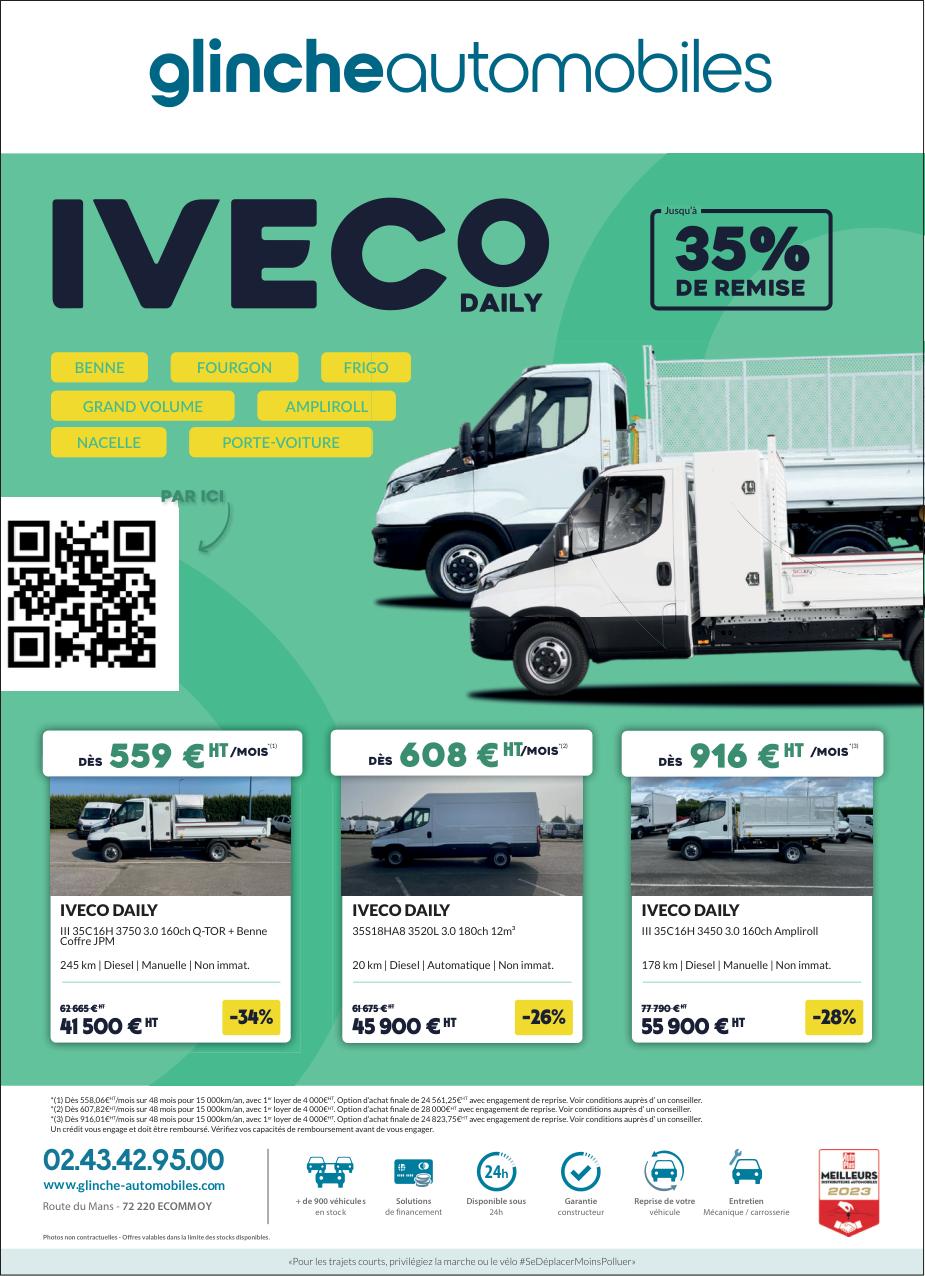 glincheautomobiles
IVECO
DAILY
Jusqu'à
35%
DE REMISE
BENNE
FOURGON
FRIGO
GRAND VOLUME
AMPLIROLL
NACELLE
PORTE-VOITURE
PAR ICI
DÈS 559 € HT /MOIS*(1)
IVECO DAILY
III 35C16H 3750 3.0 160ch Q-TOR + Benne
Coffre JPM
245 km | Diesel | Manuelle | Non immat.
62 665 € HT
41 500 € HT
-34%
DÈS 608 € HT/MOIS*(2)
IVECO DAILY
35S18HA8 3520L 3.0 180ch 12m³
20 km | Diesel | Automatique | Non immat.
61 675 € HT
45 900 € HT
-26%
DÈS 916 € HT /MOIS*(3)
IVECO DAILY
III 35C16H 3450 3.0 160ch Ampliroll
178 km | Diesel | Manuelle | Non immat.
77 790 € HT
55 900 € HT
-28%
*(1) Dès 558,06€HT/mois sur 48 mois pour 15 000km/an, avec 1er loyer de 4 000€HT. Option d'achat finale de 24 561,25€HT avec engagement de reprise. Voir conditions auprès d' un conseiller.
*(2) Dès 607,82€HT/mois sur 48 mois pour 15 000km/an, avec 1er loyer de 4 000€HT. Option d'achat finale de 28 000€HT avec engagement de reprise. Voir conditions auprès d' un conseiller.
*(3) Dès 916,01€HT/mois sur 48 mois pour 15 000km/an, avec 1er loyer de 4 000€HT. Option d'achat finale de 24 823,75€HT avec engagement de reprise. Voir conditions auprès d' un conseiller.
Un crédit vous engage et doit être remboursé. Vérifiez vos capacités de remboursement avant de vous engager.
02.43.42.95.00
www.glinche-automobiles.com
Route du Mans - 72 220 ECOMMOY
+ de 900 véhicules
en stock
Solutions
de financement
24h
Disponible sous
24h
Garantie
constructeur
Reprise de votre
véhicule
Entretien
Mécanique / carrosserie
MEILLEURS
DISTRIBUTEURS AUTOMOBILES
2023
Photos non contractuelles - Offres valables dans la limite des stocks disponibles.
«Pour les trajets courts, privilégiez la marche ou le vélo #SeDéplacerMoinsPolluer»